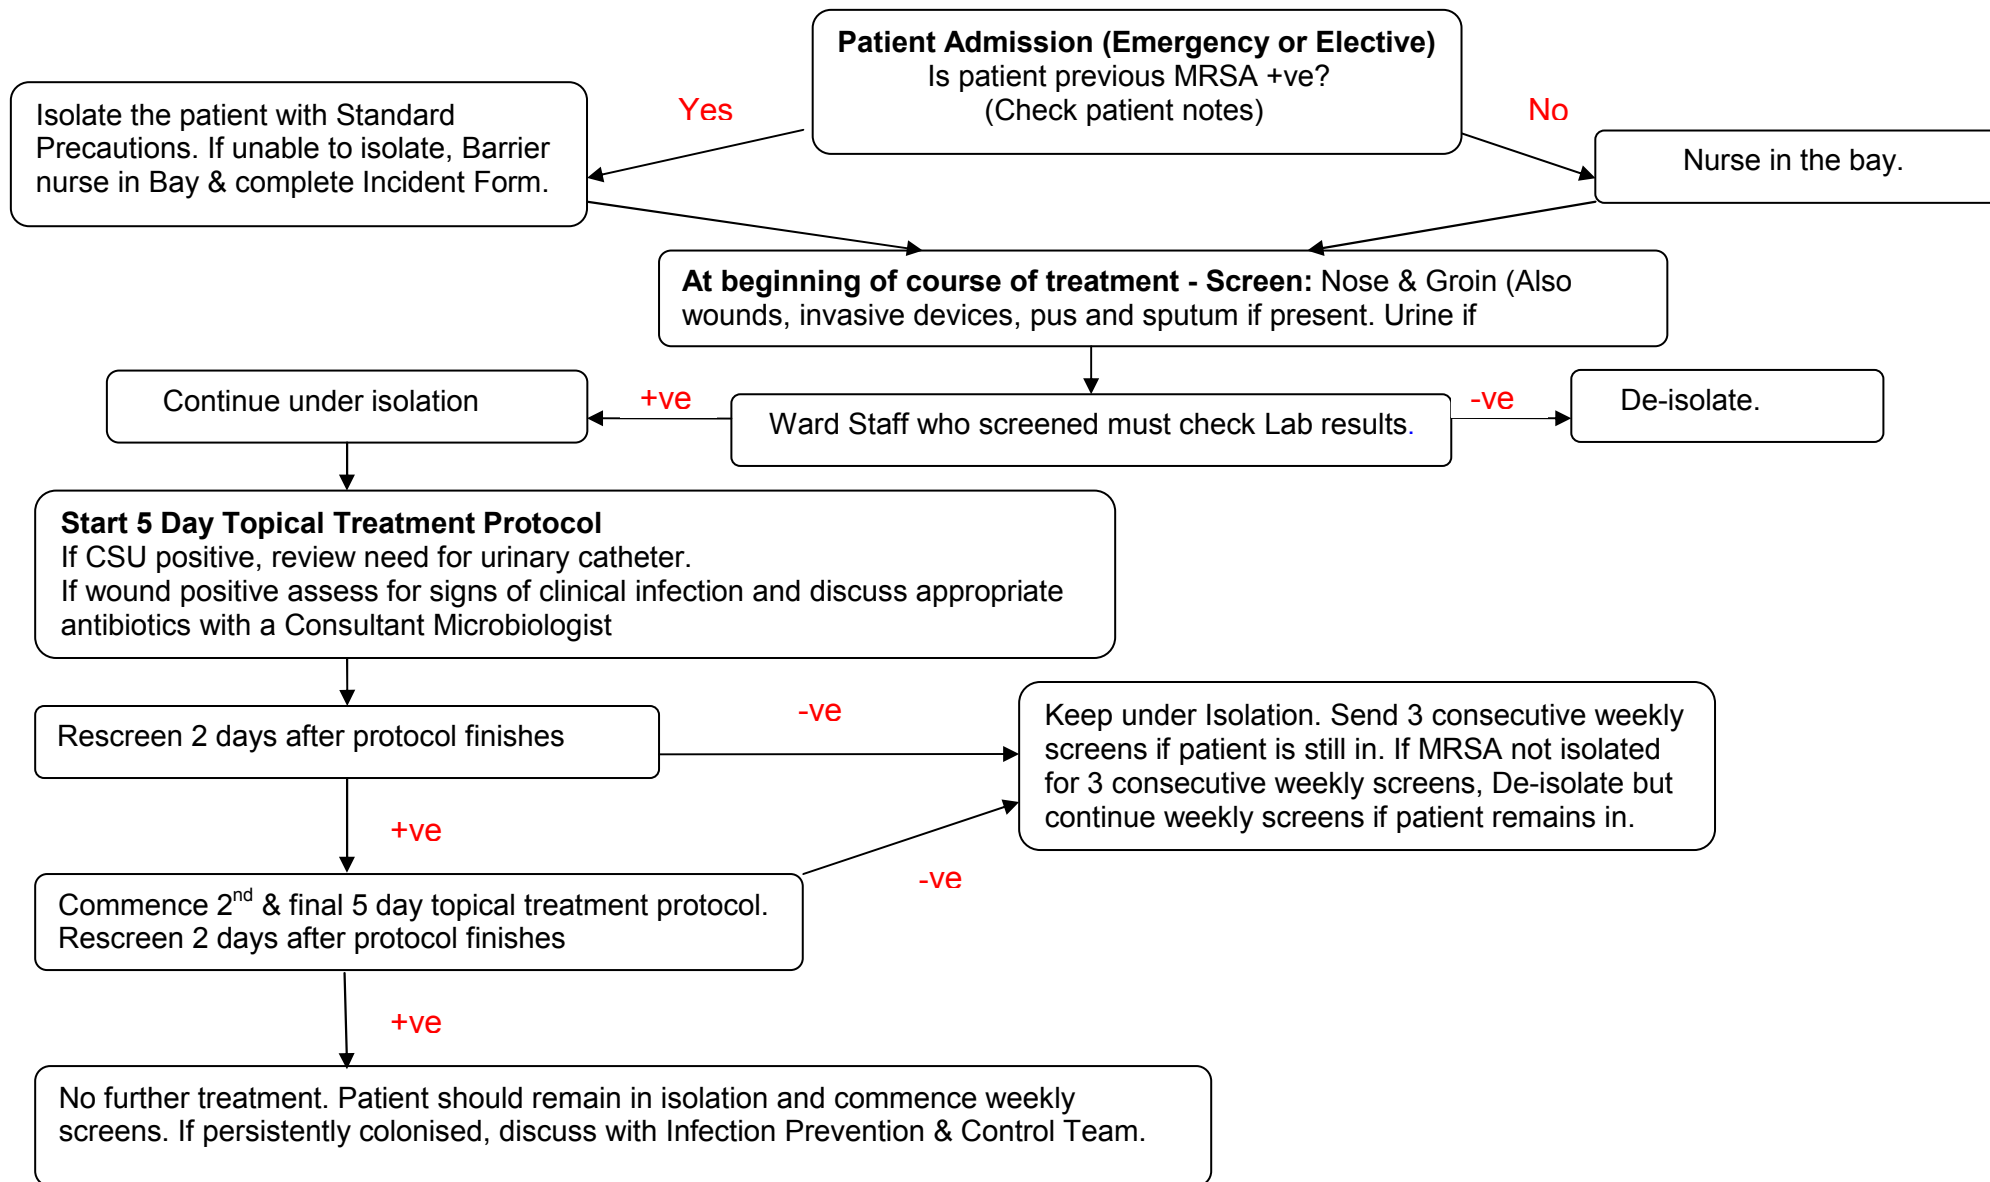 Patient Admission (Emergency or Elective)
Is patient previous MRSA +ve?
(Check patient notes)
Yes
No
Isolate the patient with Standard
Precautions. If unable to isolate, Barrier
nurse in Bay & complete Incident Form.
Nurse in the bay.
At beginning of course of treatment - Screen: Nose & Groin (Also
wounds, invasive devices, pus and sputum if present. Urine if
Continue under isolation
+ve
Ward Staff who screened must check Lab results.
-ve
De-isolate.
Start 5 Day Topical Treatment Protocol
If CSU positive, review need for urinary catheter.
If wound positive assess for signs of clinical infection and discuss appropriate
antibiotics with a Consultant Microbiologist
Rescreen 2 days after protocol finishes
-ve
Keep under Isolation. Send 3 consecutive weekly
screens if patient is still in. If MRSA not isolated
for 3 consecutive weekly screens, De-isolate but
continue weekly screens if patient remains in.
+ve
Commence 2nd & final 5 day topical treatment protocol.
Rescreen 2 days after protocol finishes
-ve
+ve
No further treatment. Patient should remain in isolation and commence weekly
screens. If persistently colonised, discuss with Infection Prevention & Control Team.